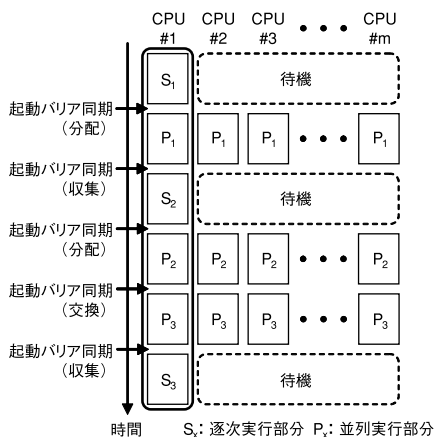 CPU CPU CPU ・・・ CPU
#1 #2 #3 #m
S1 待機
起動バリア同期
(分配)
P1 P1 P1 ・・・ P1
起動バリア同期
(収集)
S2 待機
起動バリア同期
(分配)
P2 P2 P2 ・・・ P2
起動バリア同期
(交換)
P3 P3 P3 ・・・ P3
起動バリア同期
(収集)
S3 待機
時間 Sx: 逐次実行部分 Px: 並列実行部分